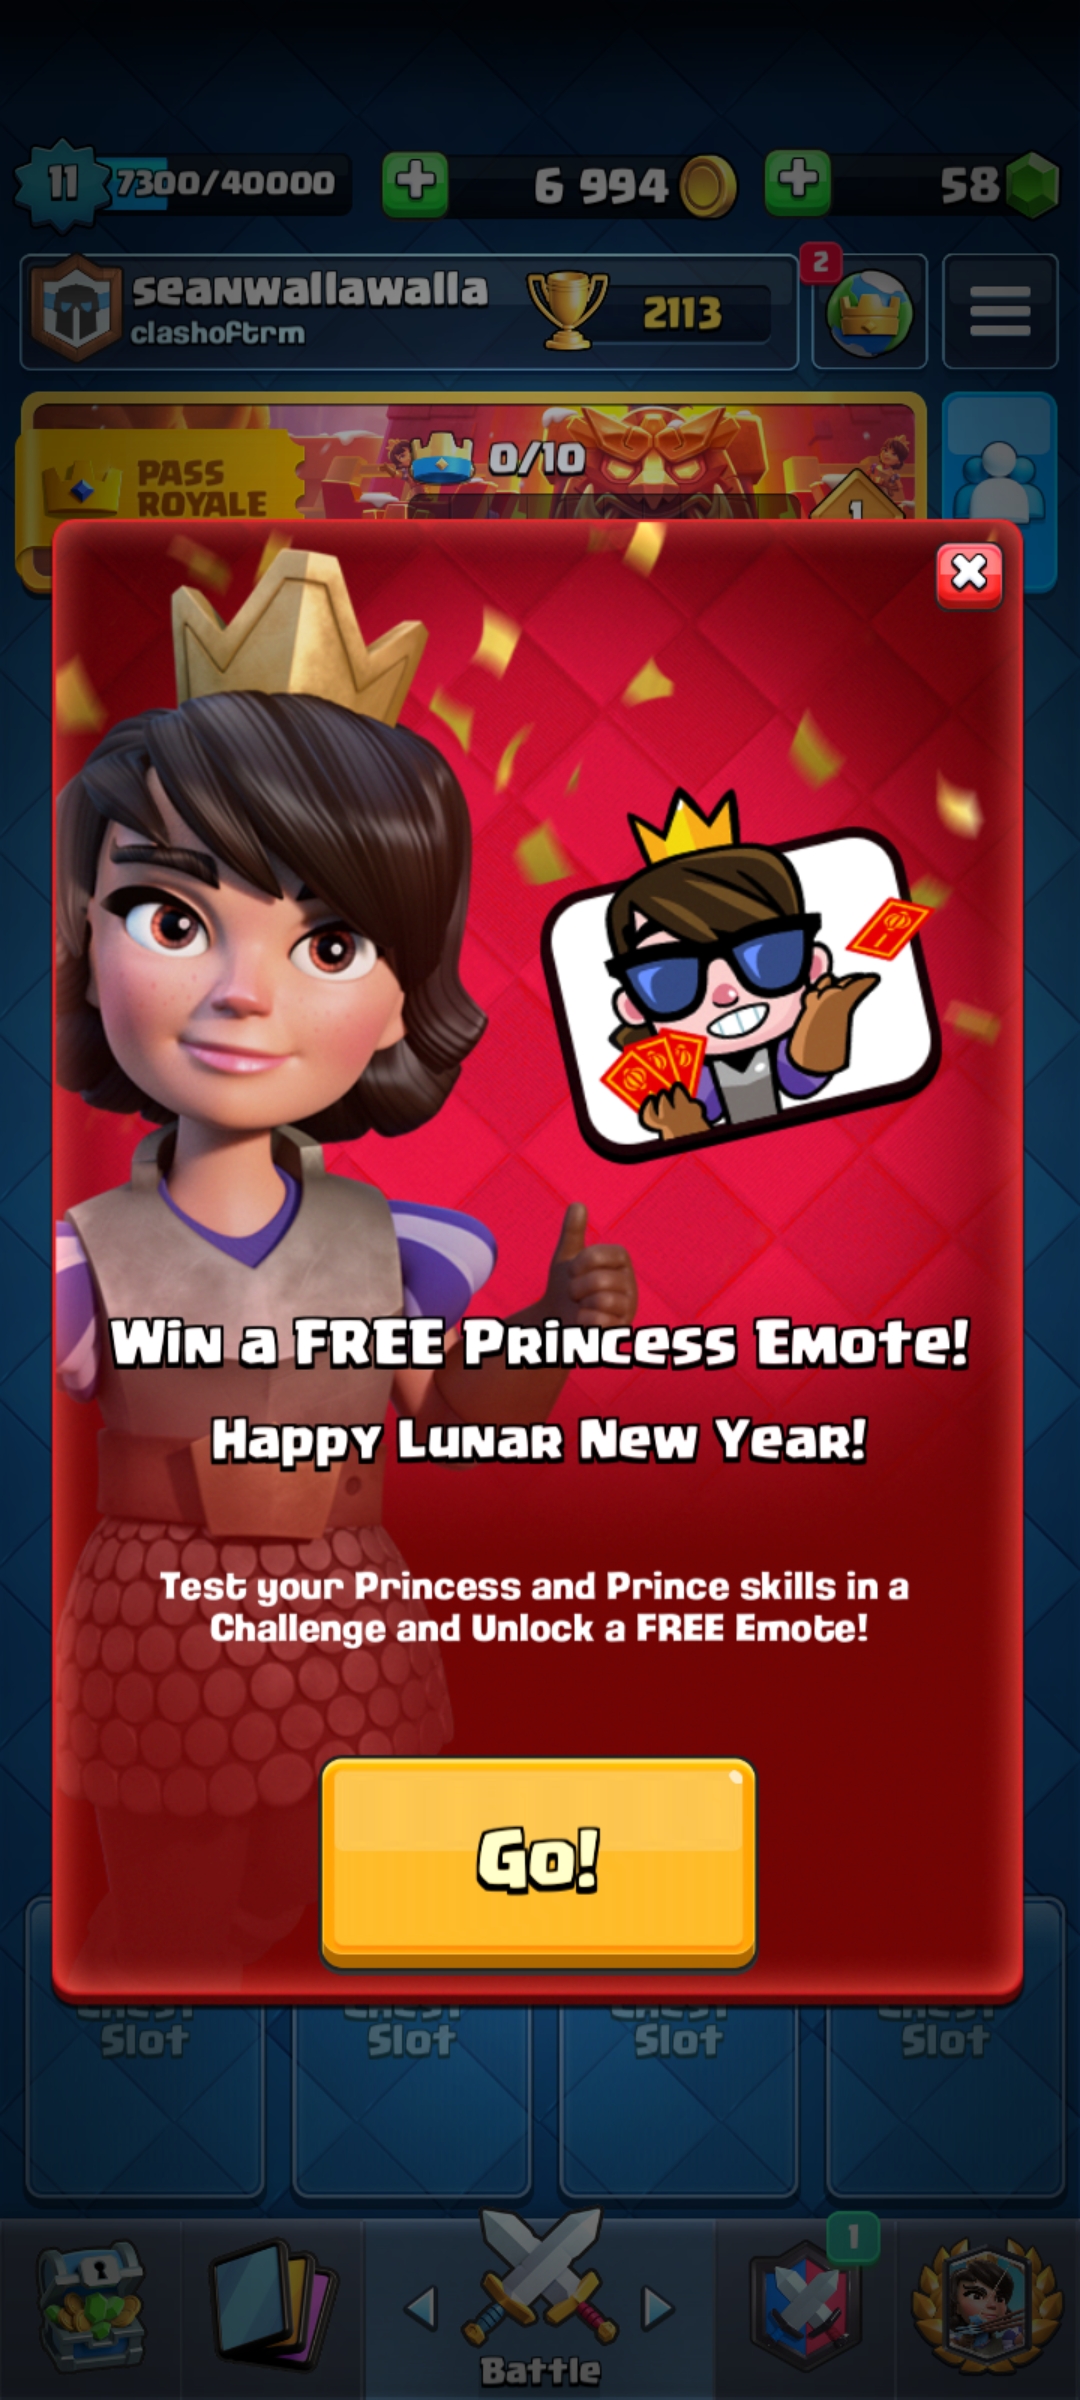 11
7300/40000
6 994
58
seanwallawalla
2113
2
clashoftrm
PASS
ROYALE
0/10
1
Win a FREE Princess Emote!
Happy Lunar New Year!
Test your Princess and Prince skills in a
Challenge and Unlock a FREE Emote!
Go!
Slot
Slot
Slot
Slot
1
Battle